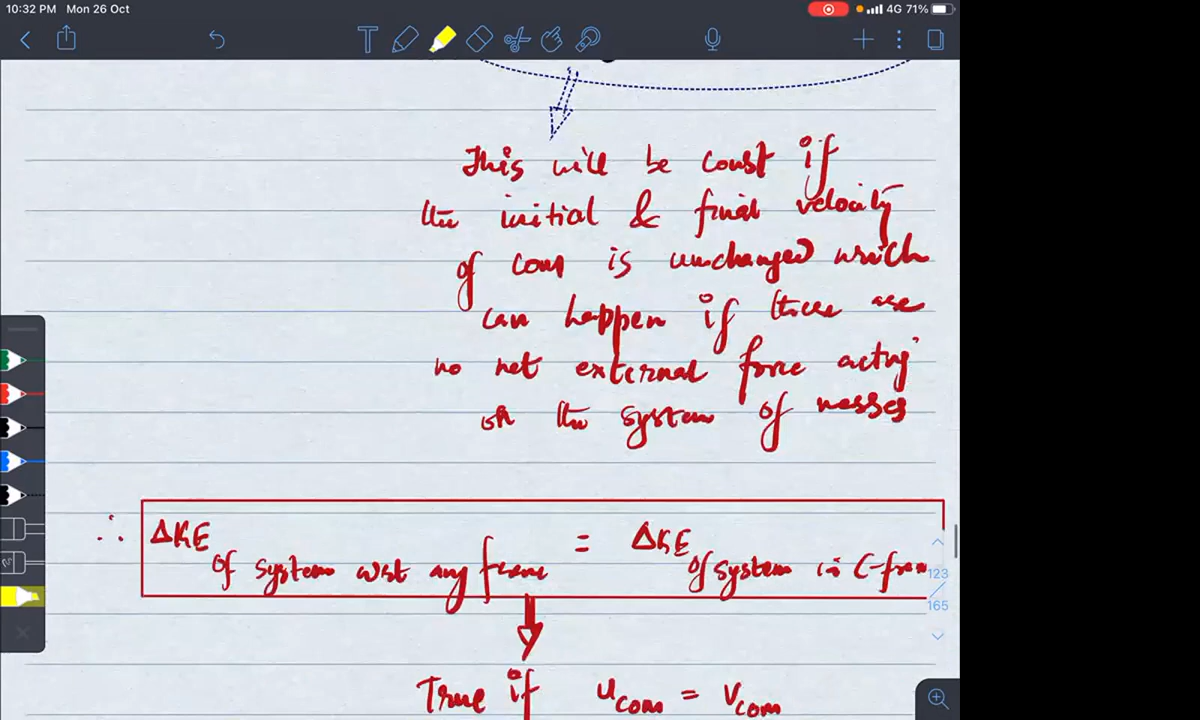 10:32 PM Mon 26 Oct
4G 71%
This will be const if
the initial & final velocity
of com is unchanged which
can happen if there are
no net external force acting
on the system of masses
∴ ΔKE of system wrt any frame = ΔKE of system in C-fram
123
165
True if u com = v com